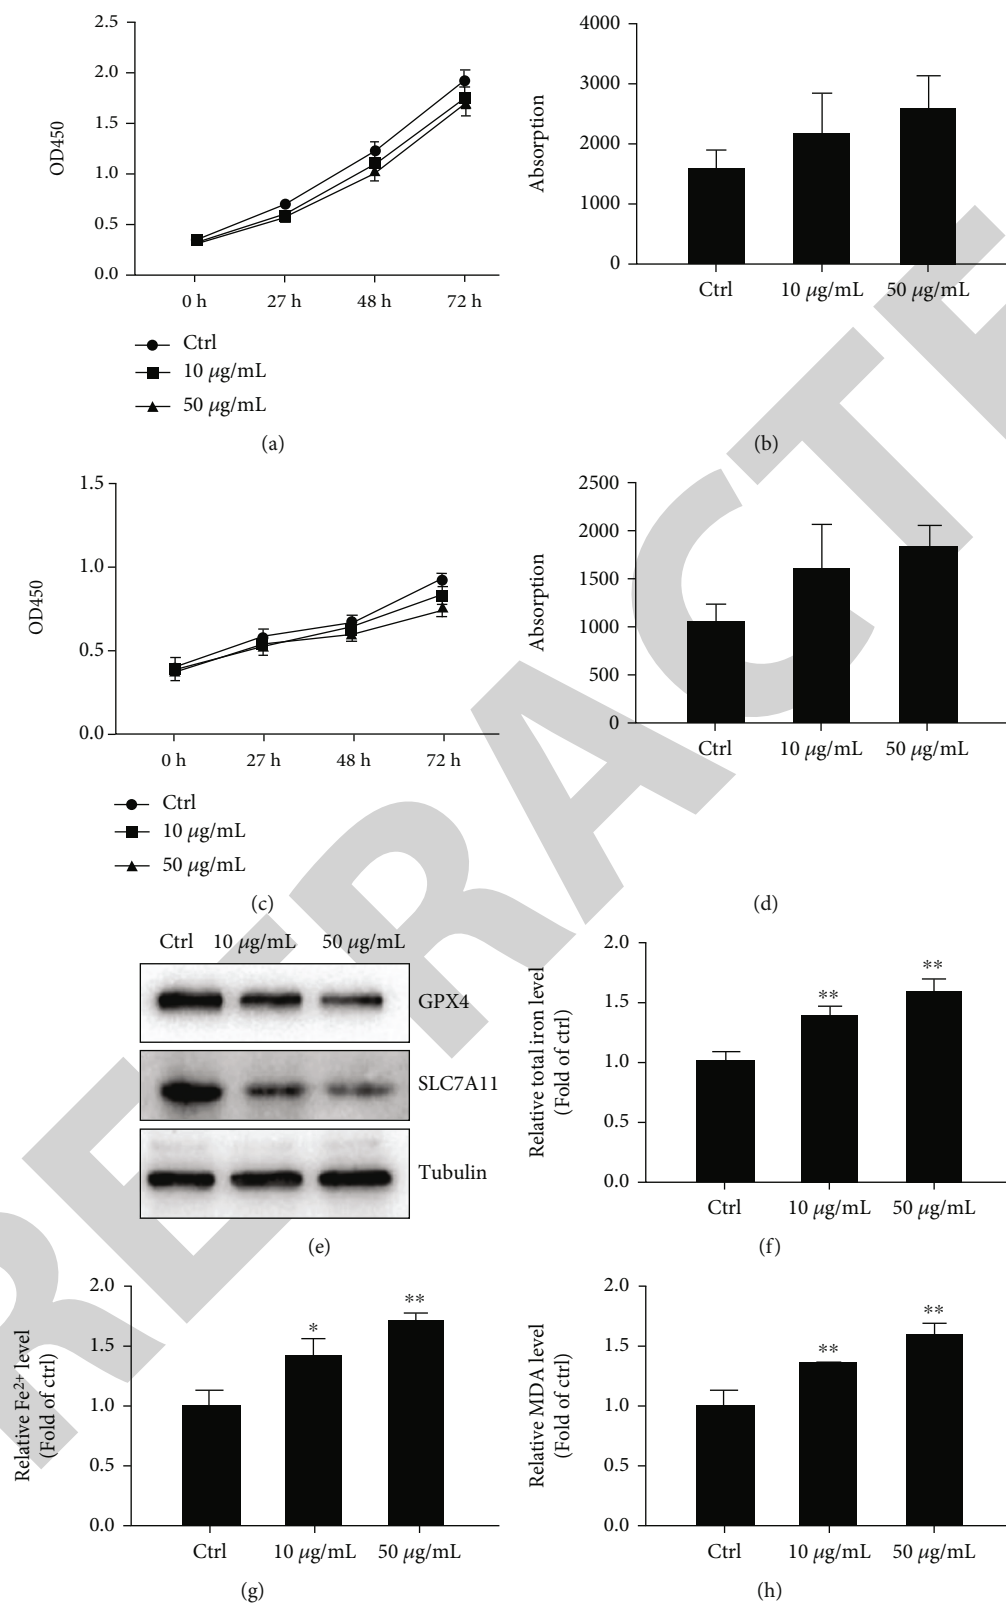 2.5
2.0
1.5
1.0
0.5
0.0
OD450
0 h 27 h 48 h 72 h
Ctrl
10 μg/mL
50 μg/mL
(a)
4000
3000
2000
1000
0
Absorption
Ctrl 10 μg/mL 50 μg/mL
(b)
1.5
1.0
0.5
0.0
OD450
0 h 27 h 48 h 72 h
Ctrl
10 μg/mL
50 μg/mL
(c)
2500
2000
1500
1000
500
0
Absorption
Ctrl 10 μg/mL 50 μg/mL
(d)
Ctrl 10 μg/mL 50 μg/mL
GPX4
SLC7A11
Tubulin
(e)
2.0
1.5
1.0
0.5
0.0
Relative total iron level
(Fold of ctrl)
**
**
Ctrl 10 μg/mL 50 μg/mL
(f)
2.0
1.5
1.0
0.5
0.0
Relative Fe²⁺ level
(Fold of ctrl)
*
**
Ctrl 10 μg/mL 50 μg/mL
(g)
2.0
1.5
1.0
0.5
0.0
Relative MDA level
(Fold of ctrl)
**
**
Ctrl 10 μg/mL 50 μg/mL
(h)
RETRACTE